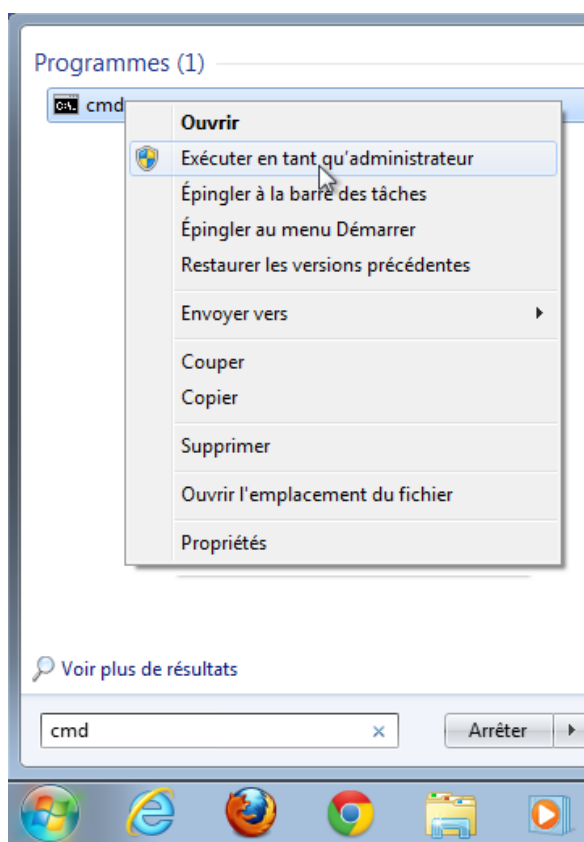 Programmes (1)
cmd
Ouvrir
Exécuter en tant qu'administrateur
Épingler à la barre des tâches
Épingler au menu Démarrer
Restaurer les versions précédentes
Envoyer vers
Couper
Copier
Supprimer
Ouvrir l'emplacement du fichier
Propriétés
Voir plus de résultats
cmd
Arrêter